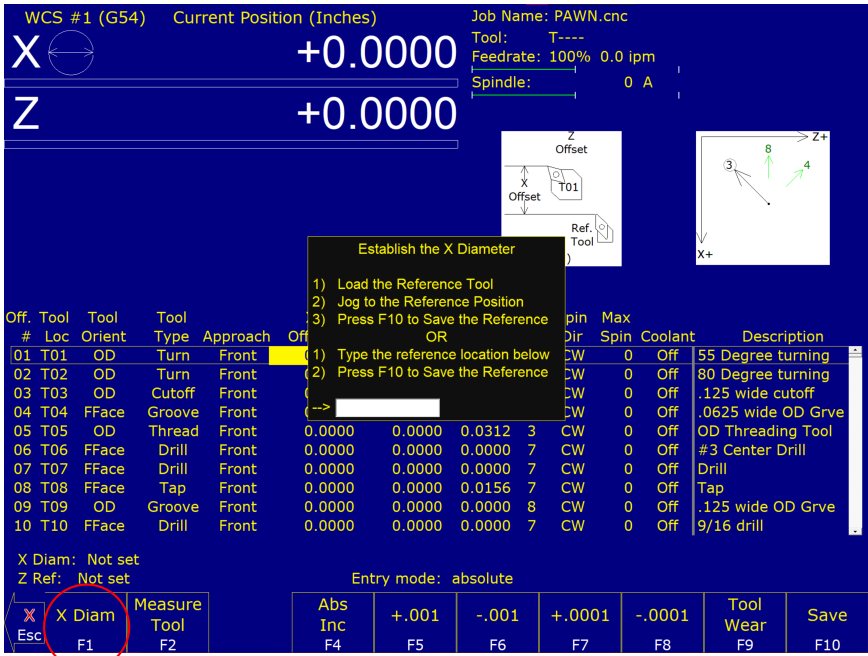 WCS #1 (G54) Current Position (Inches)
X +0.0000
Z +0.0000
Job Name: PAWN.cnc
Tool: T----
Feedrate: 100% 0.0 ipm
Spindle: 0 A
Z
Offset
X
Offset
T01
Ref.
Tool
)
Z+
8
3
4
X+
Establish the X Diameter
1) Load the Reference Tool
2) Jog to the Reference Position
3) Press F10 to Save the Reference
OR
1) Type the reference location below
2) Press F10 to Save the Reference
-->
Off. Tool Tool Tool
# Loc Orient Type Approach Off Max
Spin Coolant Description
01 T01 OD Turn Front CW 0 Off 55 Degree turning
02 T02 OD Turn Front CW 0 Off 80 Degree turning
03 T03 OD Cutoff Front CW 0 Off .125 wide cutoff
04 T04 FFace Groove Front CW 0 Off .0625 wide OD Grve
05 T05 OD Thread Front 0.0000 0.0000 0.0312 3 CW 0 Off OD Threading Tool
06 T06 FFace Drill Front 0.0000 0.0000 0.0000 7 CW 0 Off #3 Center Drill
07 T07 FFace Drill Front 0.0000 0.0000 0.0000 7 CW 0 Off Drill
08 T08 FFace Tap Front 0.0000 0.0000 0.0156 7 CW 0 Off Tap
09 T09 OD Groove Front 0.0000 0.0000 0.0000 8 CW 0 Off .125 wide OD Grve
10 T10 FFace Drill Front 0.0000 0.0000 0.0000 7 CW 0 Off 9/16 drill
X Diam: Not set
Z Ref: Not set Entry mode: absolute
X Esc
X Diam F1
Measure Tool F2
Abs Inc F4
+.001 F5
-.001 F6
+.0001 F7
-.0001 F8
Tool Wear F9
Save F10